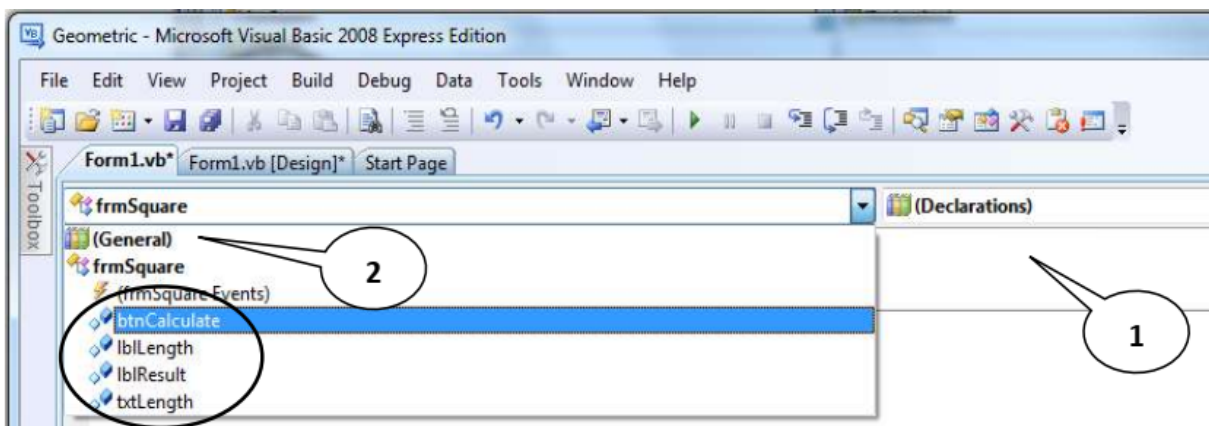 Geometric - Microsoft Visual Basic 2008 Express Edition
File Edit View Project Build Debug Data Tools Window Help
Form1.vb* Form1.vb [Design]* Start Page
Toolbox
frmSquare (Declarations)
(General)
frmSquare
2
(frmSquare Events)
btnCalculate
lblLength
1
lblResult
txtLength